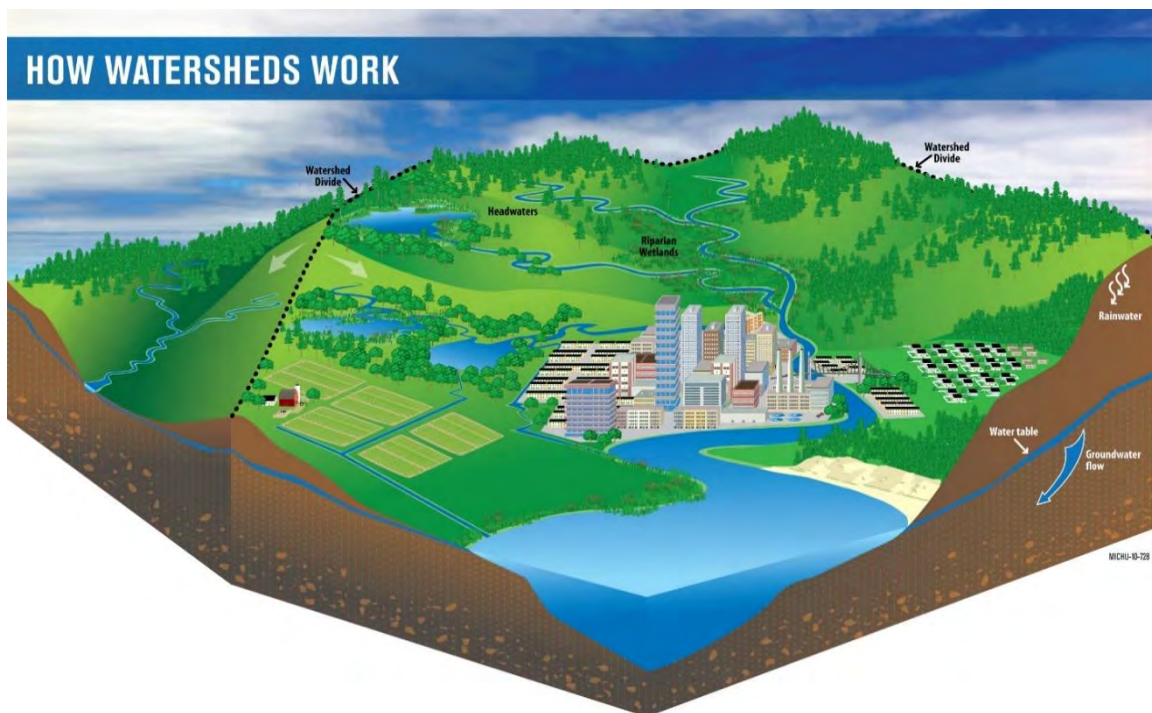 HOW WATERSHEDS WORK
Watershed
Divide
Watershed
Divide
Headwaters
Riparian
Wetlands
Rainwater
Water table
Groundwater
flow
MICHU-10-728